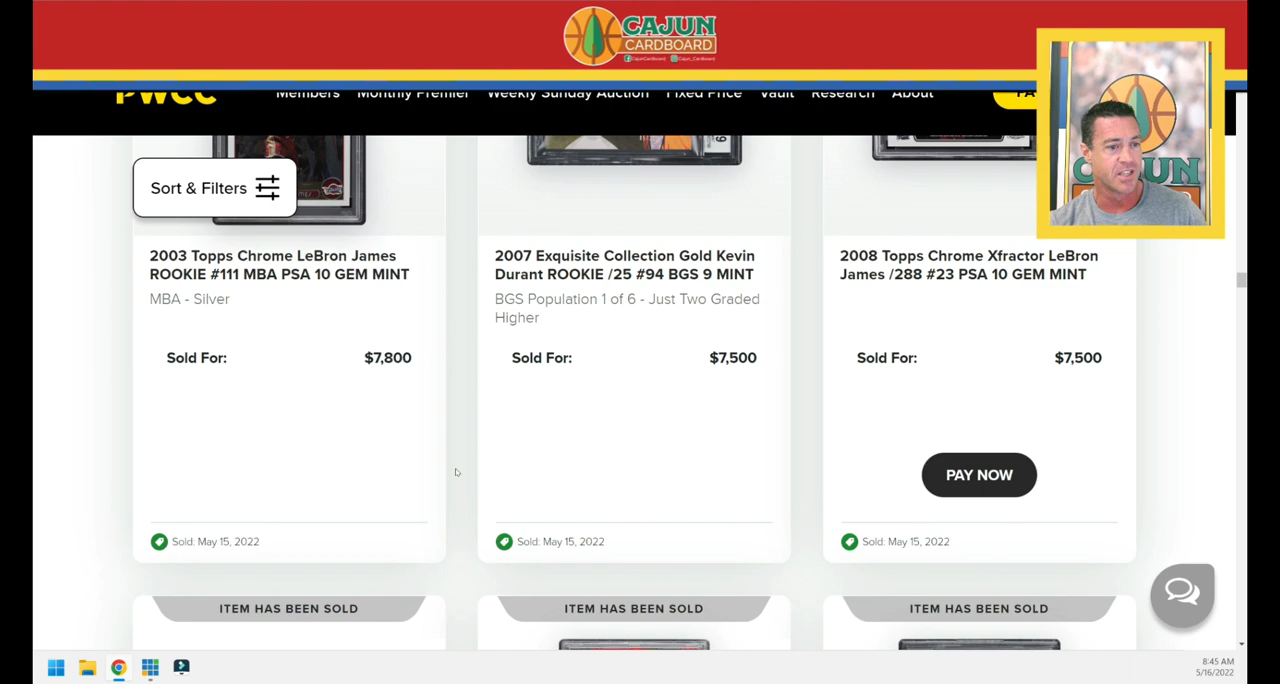 CAJUN
CARDBOARD
CajunCardboard Cajun_Cardboard
PWCC
Members Monthly Premier Weekly Sunday Auction Fixed Price Vault Research About
PA
Sort & Filters
2003 Topps Chrome LeBron James
ROOKIE #111 MBA PSA 10 GEM MINT
MBA - Silver
Sold For: $7,800
Sold: May 15, 2022
2007 Exquisite Collection Gold Kevin
Durant ROOKIE /25 #94 BGS 9 MINT
BGS Population 1 of 6 - Just Two Graded
Higher
Sold For: $7,500
Sold: May 15, 2022
2008 Topps Chrome Xfractor LeBron
James /288 #23 PSA 10 GEM MINT
Sold For: $7,500
PAY NOW
Sold: May 15, 2022
ITEM HAS BEEN SOLD
ITEM HAS BEEN SOLD
ITEM HAS BEEN SOLD
8:45 AM
5/16/2022